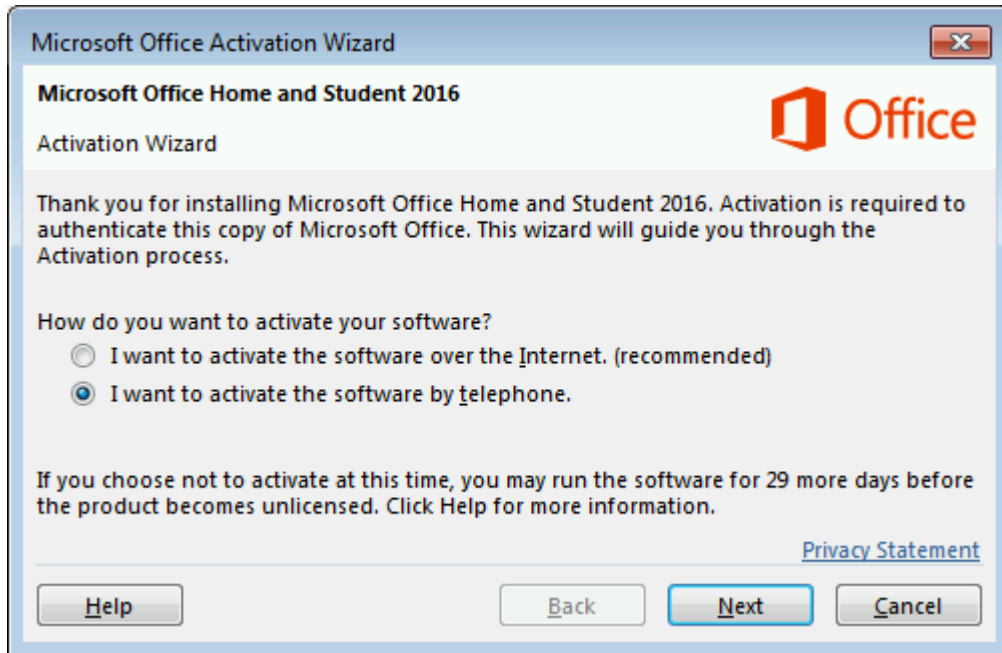 Microsoft Office Activation Wizard
Microsoft Office Home and Student 2016
Office
Activation Wizard
Thank you for installing Microsoft Office Home and Student 2016. Activation is required to
authenticate this copy of Microsoft Office. This wizard will guide you through the
Activation process.
How do you want to activate your software?
I want to activate the software over the Internet. (recommended)
I want to activate the software by telephone.
If you choose not to activate at this time, you may run the software for 29 more days before
the product becomes unlicensed. Click Help for more information.
Privacy Statement
Help
Back
Next
Cancel